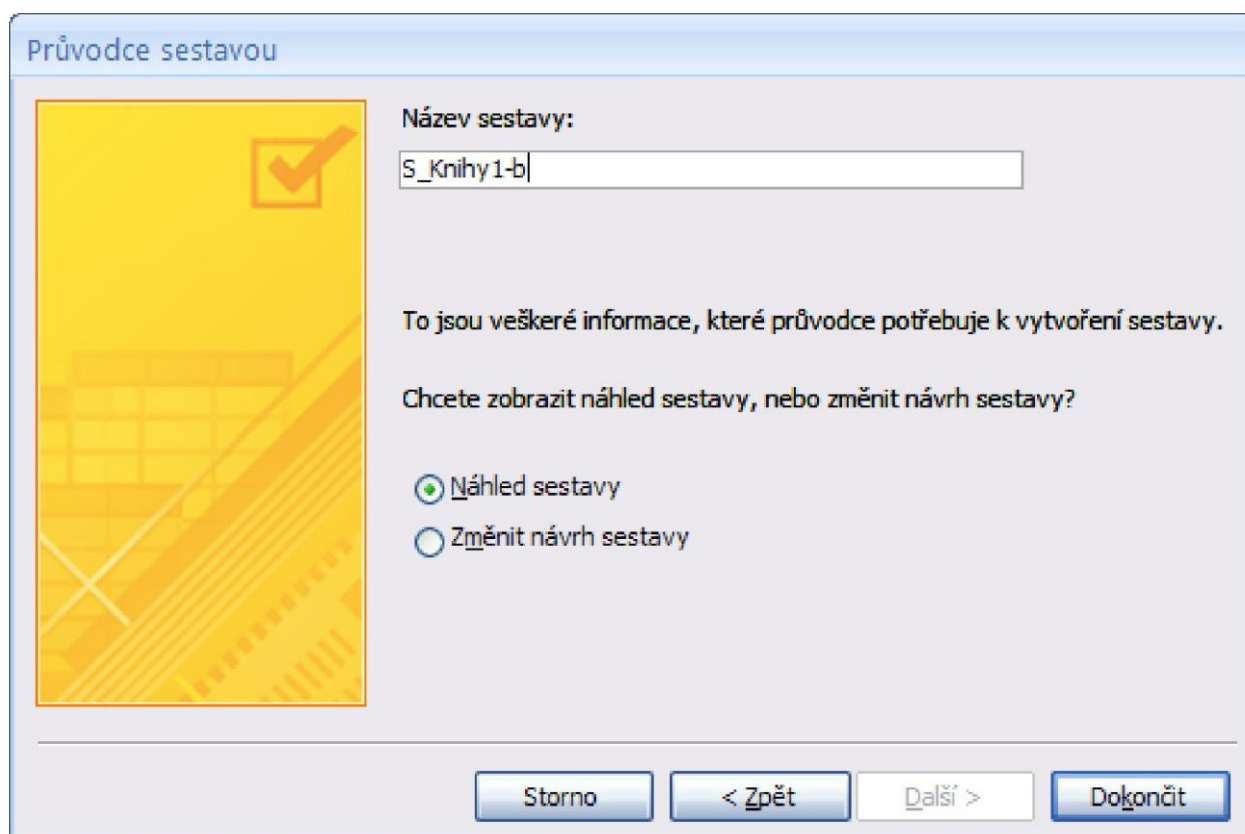 Průvodce sestavou
Název sestavy:
S_Knihy1-b
To jsou veškeré informace, které průvodce potřebuje k vytvoření sestavy.
Chcete zobrazit náhled sestavy, nebo změnit návrh sestavy?
Náhled sestavy
Změnit návrh sestavy
Storno
< Zpět
Další >
Dokončit